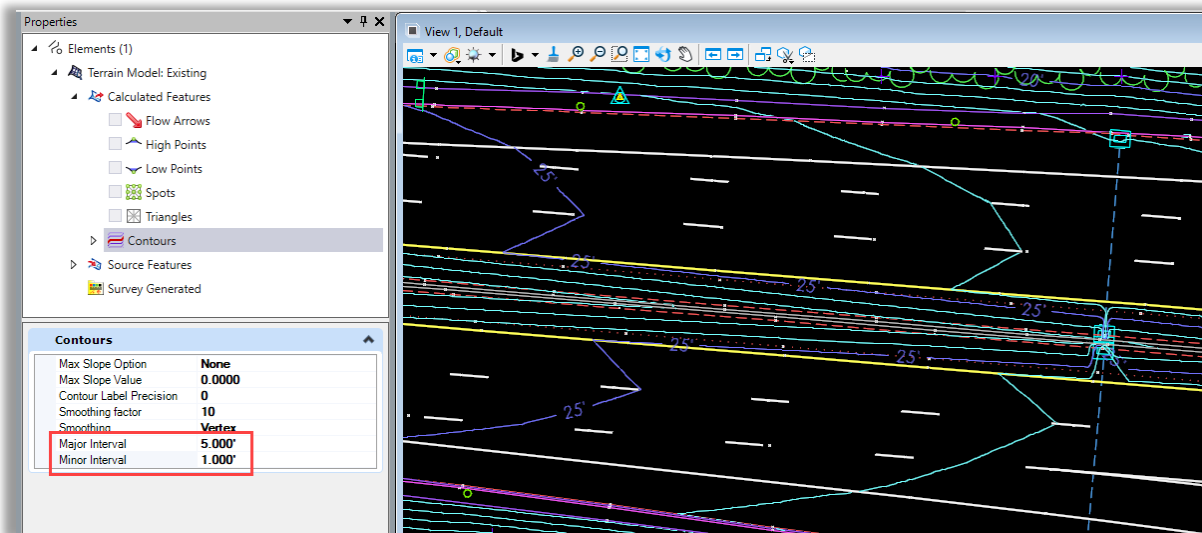 Properties
Elements (1)
Terrain Model: Existing
Calculated Features
Flow Arrows
High Points
Low Points
Spots
Triangles
Contours
Source Features
Survey Generated
Contours
Max Slope Option None
Max Slope Value 0.0000
Contour Label Precision 0
Smoothing factor 10
Smoothing Vertex
Major Interval 5.000'
Minor Interval 1.000'
View 1, Default
20'
25'
25'
25'
25'
25'
25'
25'